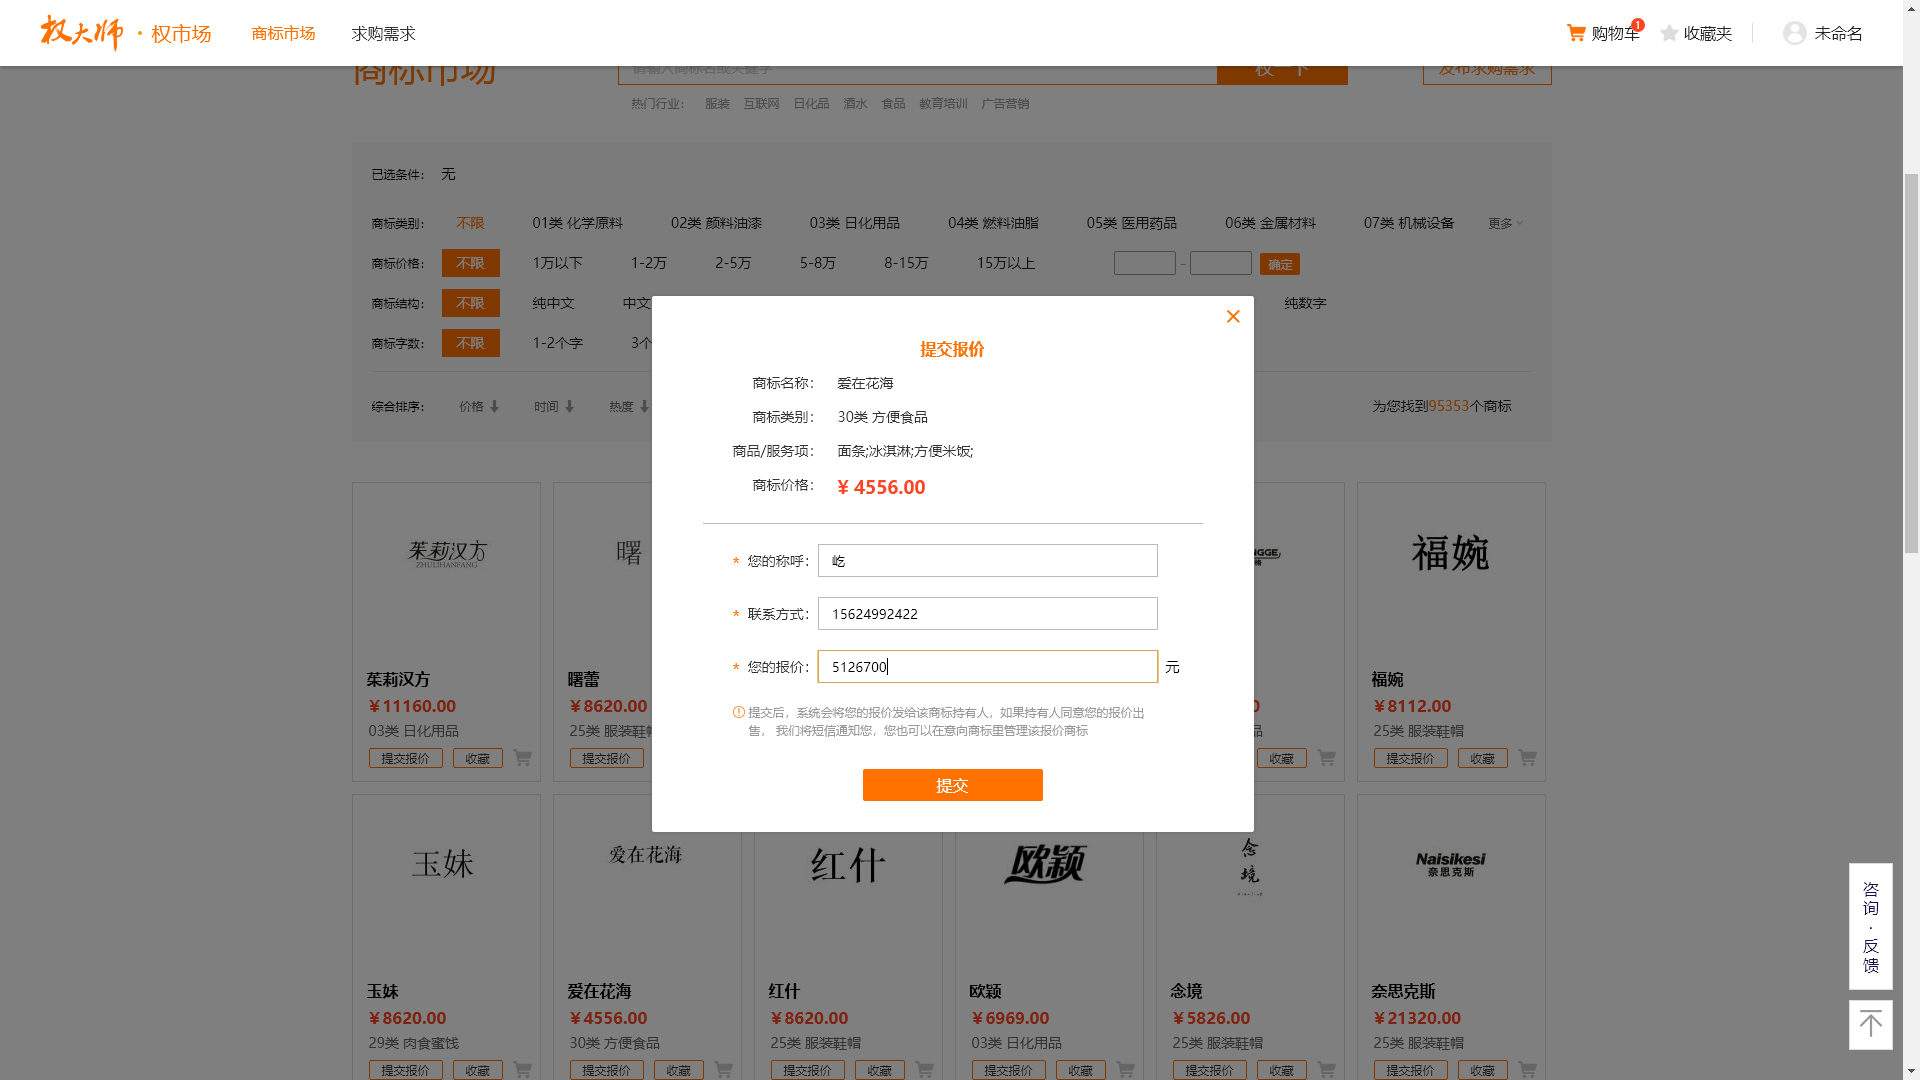 权大师 · 权市场 商标市场 求购需求 购物车 1 收藏夹 未命名
商标市场 请输入商标名或关键字 权一下 发布求购需求
热门行业： 服装 互联网 日化品 酒水 食品 教育培训 广告营销
已选条件： 无
商标类别： 不限 01类 化学原料 02类 颜料油漆 03类 日化用品 04类 燃料油脂 05类 医用药品 06类 金属材料 07类 机械设备 更多
商标价格： 不限 1万以下 1-2万 2-5万 5-8万 8-15万 15万以上 - 确定
商标结构： 不限 纯中文 中文 纯数字
商标字数： 不限 1-2个字 3个
综合排序： 价格 时间 热度 为您找到95353个商标
提交报价
商标名称： 爱在花海
商标类别： 30类 方便食品
商品/服务项： 面条;冰淇淋;方便米饭;
商标价格： ¥ 4556.00
* 您的称呼： 屹
* 联系方式： 15624992422
* 您的报价： 5126700 元
提交后，系统会将您的报价发给该商标持有人，如果持有人同意您的报价出
售， 我们将短信通知您，您也可以在意向商标里管理该报价商标
提交
茱莉汉方 曙 福婉
ZHULIHANFANG
茱莉汉方 曙蕾 福婉
¥11160.00 ¥8620.00 0 ¥8112.00
03类 日化用品 25类 服装鞋帽 品 25类 服装鞋帽
提交报价 收藏 提交报价 收藏 提交报价 收藏
玉妹 爱在花海 红什 欧颖 念境 Naisikesi
奈思克斯
玉妹 爱在花海 红什 欧颖 念境 奈思克斯
¥8620.00 ¥4556.00 ¥8620.00 ¥6969.00 ¥5826.00 ¥21320.00
29类 肉食蜜饯 30类 方便食品 25类 服装鞋帽 03类 日化用品 25类 服装鞋帽 25类 服装鞋帽
提交报价 收藏 提交报价 收藏 提交报价 收藏 提交报价 收藏 提交报价 收藏 提交报价 收藏
咨
询
·
反
馈